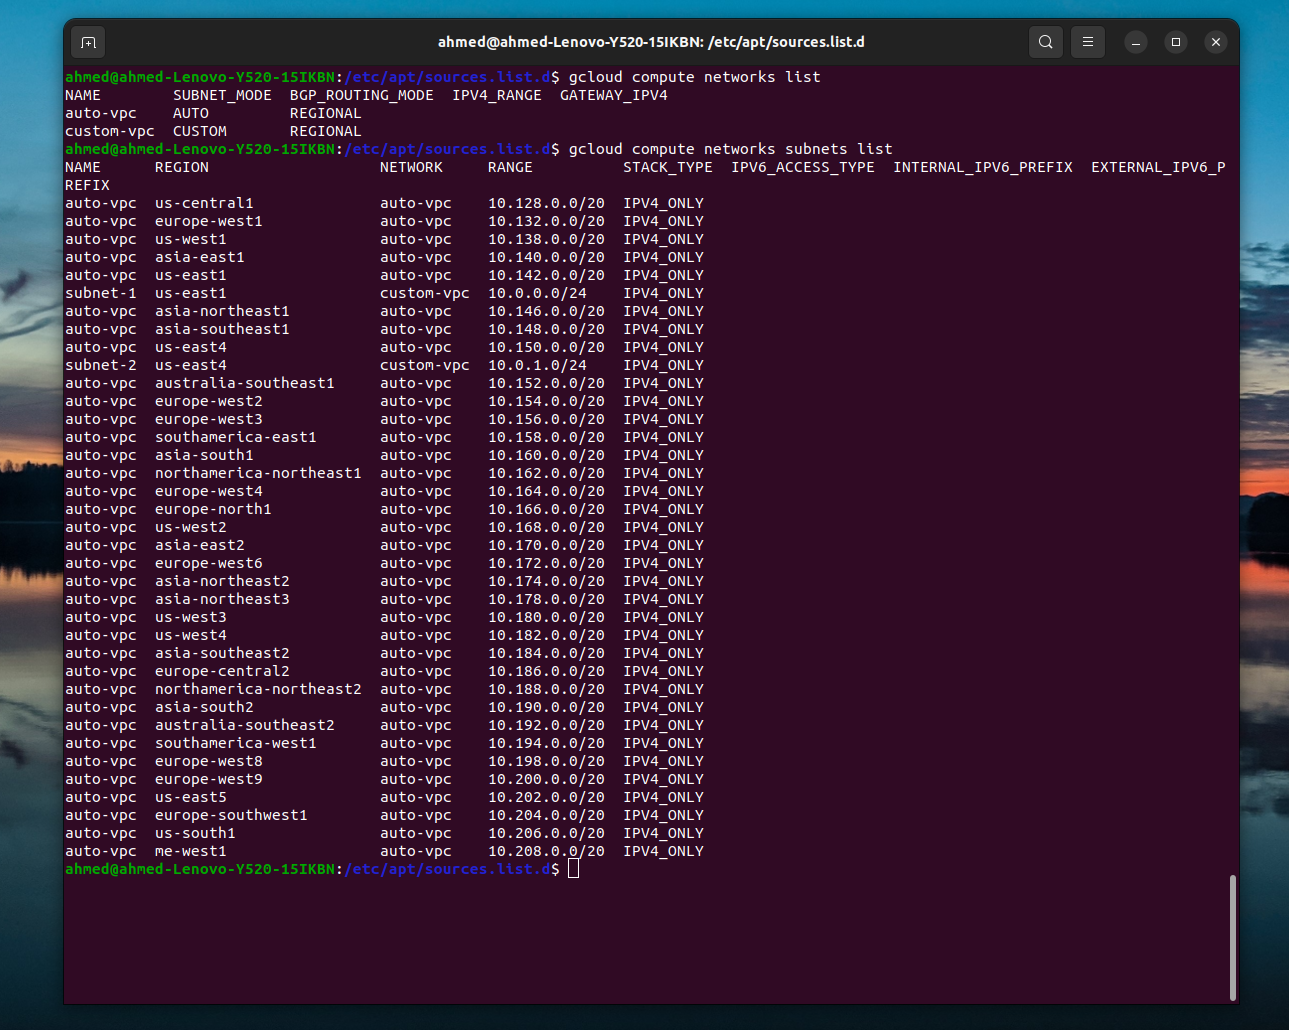 ahmed@ahmed-Lenovo-Y520-15IKBN: /etc/apt/sources.list.d
ahmed@ahmed-Lenovo-Y520-15IKBN:/etc/apt/sources.list.d$ gcloud compute networks list
NAME        SUBNET_MODE  BGP_ROUTING_MODE  IPV4_RANGE  GATEWAY_IPV4
auto-vpc    AUTO         REGIONAL
custom-vpc  CUSTOM       REGIONAL
ahmed@ahmed-Lenovo-Y520-15IKBN:/etc/apt/sources.list.d$ gcloud compute networks subnets list
NAME      REGION                   NETWORK     RANGE          STACK_TYPE  IPV6_ACCESS_TYPE  INTERNAL_IPV6_PREFIX  EXTERNAL_IPV6_P
REFIX
auto-vpc  us-central1              auto-vpc    10.128.0.0/20  IPV4_ONLY
auto-vpc  europe-west1             auto-vpc    10.132.0.0/20  IPV4_ONLY
auto-vpc  us-west1                 auto-vpc    10.138.0.0/20  IPV4_ONLY
auto-vpc  asia-east1               auto-vpc    10.140.0.0/20  IPV4_ONLY
auto-vpc  us-east1                 auto-vpc    10.142.0.0/20  IPV4_ONLY
subnet-1  us-east1                 custom-vpc  10.0.0.0/24    IPV4_ONLY
auto-vpc  asia-northeast1          auto-vpc    10.146.0.0/20  IPV4_ONLY
auto-vpc  asia-southeast1          auto-vpc    10.148.0.0/20  IPV4_ONLY
auto-vpc  us-east4                 auto-vpc    10.150.0.0/20  IPV4_ONLY
subnet-2  us-east4                 custom-vpc  10.0.1.0/24    IPV4_ONLY
auto-vpc  australia-southeast1     auto-vpc    10.152.0.0/20  IPV4_ONLY
auto-vpc  europe-west2             auto-vpc    10.154.0.0/20  IPV4_ONLY
auto-vpc  europe-west3             auto-vpc    10.156.0.0/20  IPV4_ONLY
auto-vpc  southamerica-east1       auto-vpc    10.158.0.0/20  IPV4_ONLY
auto-vpc  asia-south1              auto-vpc    10.160.0.0/20  IPV4_ONLY
auto-vpc  northamerica-northeast1  auto-vpc    10.162.0.0/20  IPV4_ONLY
auto-vpc  europe-west4             auto-vpc    10.164.0.0/20  IPV4_ONLY
auto-vpc  europe-north1            auto-vpc    10.166.0.0/20  IPV4_ONLY
auto-vpc  us-west2                 auto-vpc    10.168.0.0/20  IPV4_ONLY
auto-vpc  asia-east2               auto-vpc    10.170.0.0/20  IPV4_ONLY
auto-vpc  europe-west6             auto-vpc    10.172.0.0/20  IPV4_ONLY
auto-vpc  asia-northeast2          auto-vpc    10.174.0.0/20  IPV4_ONLY
auto-vpc  asia-northeast3          auto-vpc    10.178.0.0/20  IPV4_ONLY
auto-vpc  us-west3                 auto-vpc    10.180.0.0/20  IPV4_ONLY
auto-vpc  us-west4                 auto-vpc    10.182.0.0/20  IPV4_ONLY
auto-vpc  asia-southeast2          auto-vpc    10.184.0.0/20  IPV4_ONLY
auto-vpc  europe-central2          auto-vpc    10.186.0.0/20  IPV4_ONLY
auto-vpc  northamerica-northeast2  auto-vpc    10.188.0.0/20  IPV4_ONLY
auto-vpc  asia-south2              auto-vpc    10.190.0.0/20  IPV4_ONLY
auto-vpc  australia-southeast2     auto-vpc    10.192.0.0/20  IPV4_ONLY
auto-vpc  southamerica-west1       auto-vpc    10.194.0.0/20  IPV4_ONLY
auto-vpc  europe-west8             auto-vpc    10.198.0.0/20  IPV4_ONLY
auto-vpc  europe-west9             auto-vpc    10.200.0.0/20  IPV4_ONLY
auto-vpc  us-east5                 auto-vpc    10.202.0.0/20  IPV4_ONLY
auto-vpc  europe-southwest1        auto-vpc    10.204.0.0/20  IPV4_ONLY
auto-vpc  us-south1                auto-vpc    10.206.0.0/20  IPV4_ONLY
auto-vpc  me-west1                 auto-vpc    10.208.0.0/20  IPV4_ONLY
ahmed@ahmed-Lenovo-Y520-15IKBN:/etc/apt/sources.list.d$